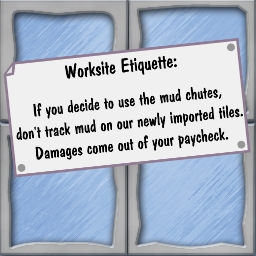 Worksite Etiquette:
If you decide to use the mud chutes,
don't track mud on our newly imported tiles.
Damages come out of your paycheck.